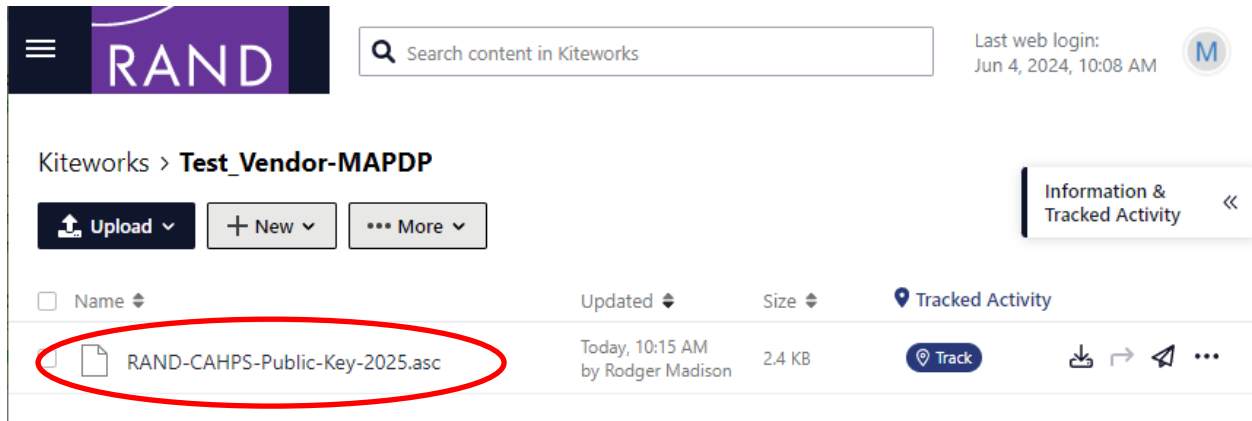 RAND
Search content in Kiteworks
Last web login:
Jun 4, 2024, 10:08 AM
M
Kiteworks > Test_Vendor-MAPDP
Information &
Tracked Activity
Upload
New
More
Name
Updated
Size
Tracked Activity
RAND-CAHPS-Public-Key-2025.asc
Today, 10:15 AM
by Rodger Madison
2.4 KB
Track